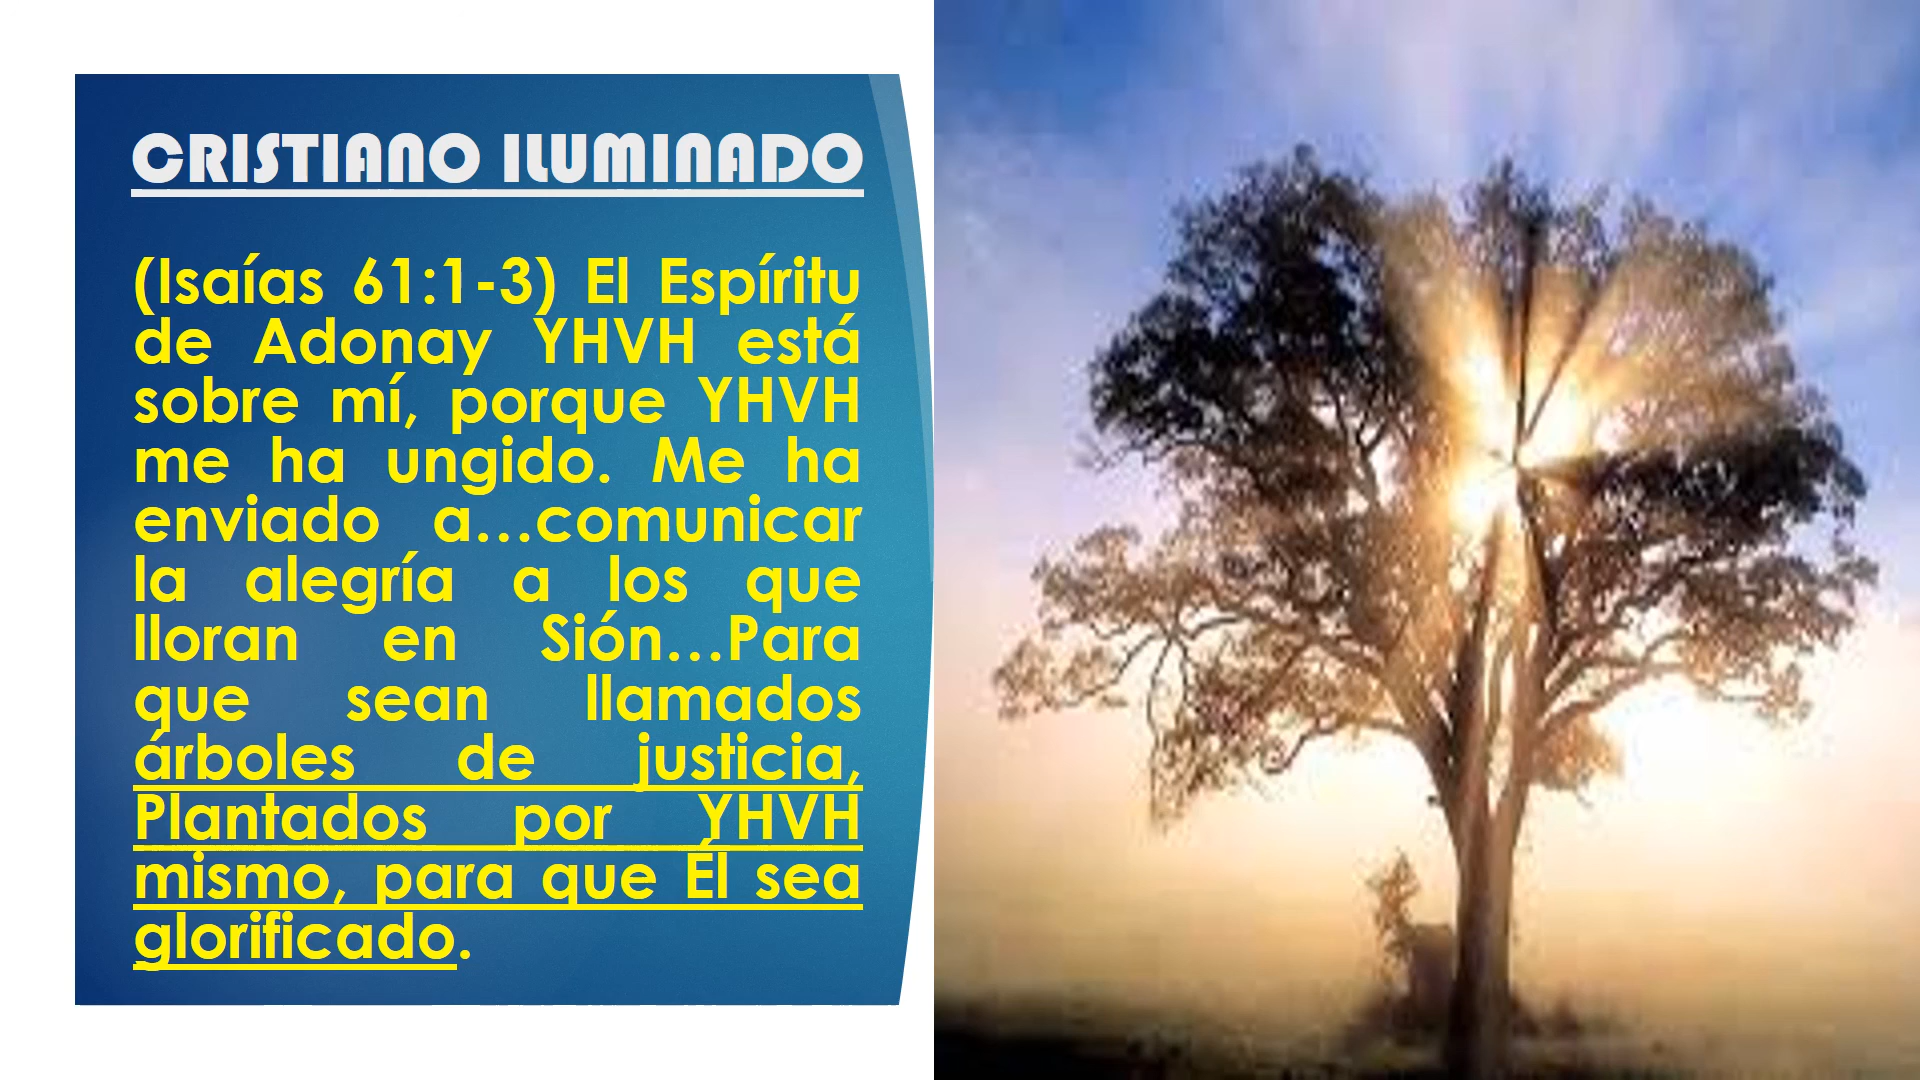 CRISTIANO ILUMINADO
(Isaías 61:1-3) El Espíritu
de Adonay YHVH está
sobre mí, porque YHVH
me ha ungido. Me ha
enviado a…comunicar
la alegría a los que
lloran en Sión…Para
que sean llamados
árboles de justicia,
Plantados por YHVH
mismo, para que Él sea
glorificado.